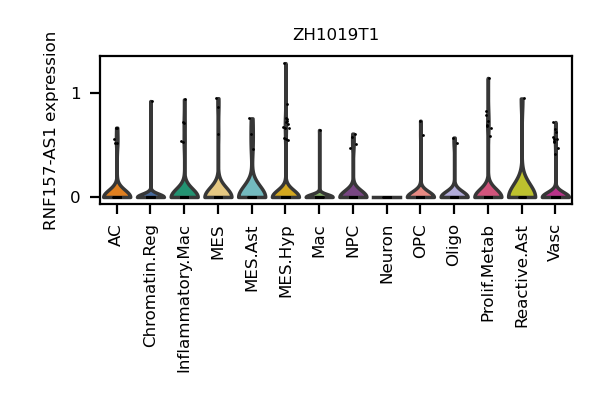 ZH1019T1
RNF157-AS1 expression
1
0
AC
Chromatin.Reg
Inflammatory.Mac
MES
MES.Ast
MES.Hyp
Mac
NPC
Neuron
OPC
Oligo
Prolif.Metab
Reactive.Ast
Vasc